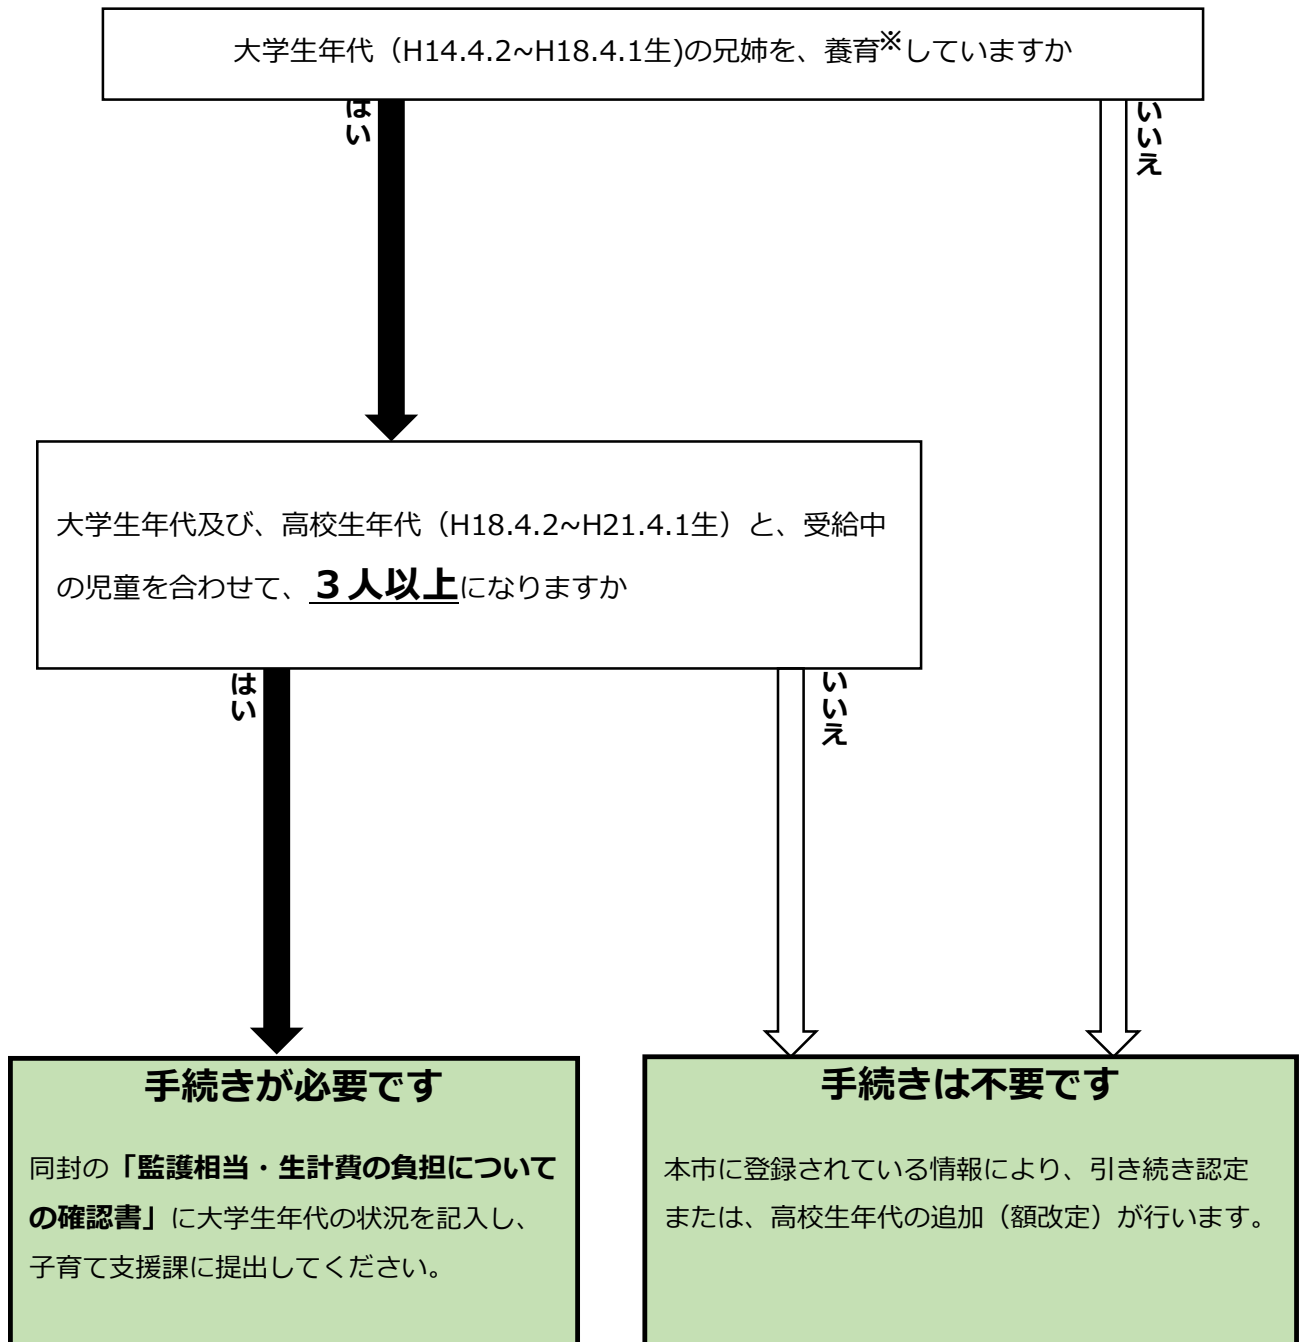 大学生年代（H14.4.2~H18.4.1生)の兄姉を、養育※していますか
はい
いいえ
大学生年代及び、高校生年代（H18.4.2~H21.4.1生）と、受給中
の児童を合わせて、３人以上になりますか
はい
いいえ
手続きが必要です
同封の「監護相当・生計費の負担について
の確認書」に大学生年代の状況を記入し、
子育て支援課に提出してください。
手続きは不要です
本市に登録されている情報により、引き続き認定
または、高校生年代の追加（額改定）が行います。